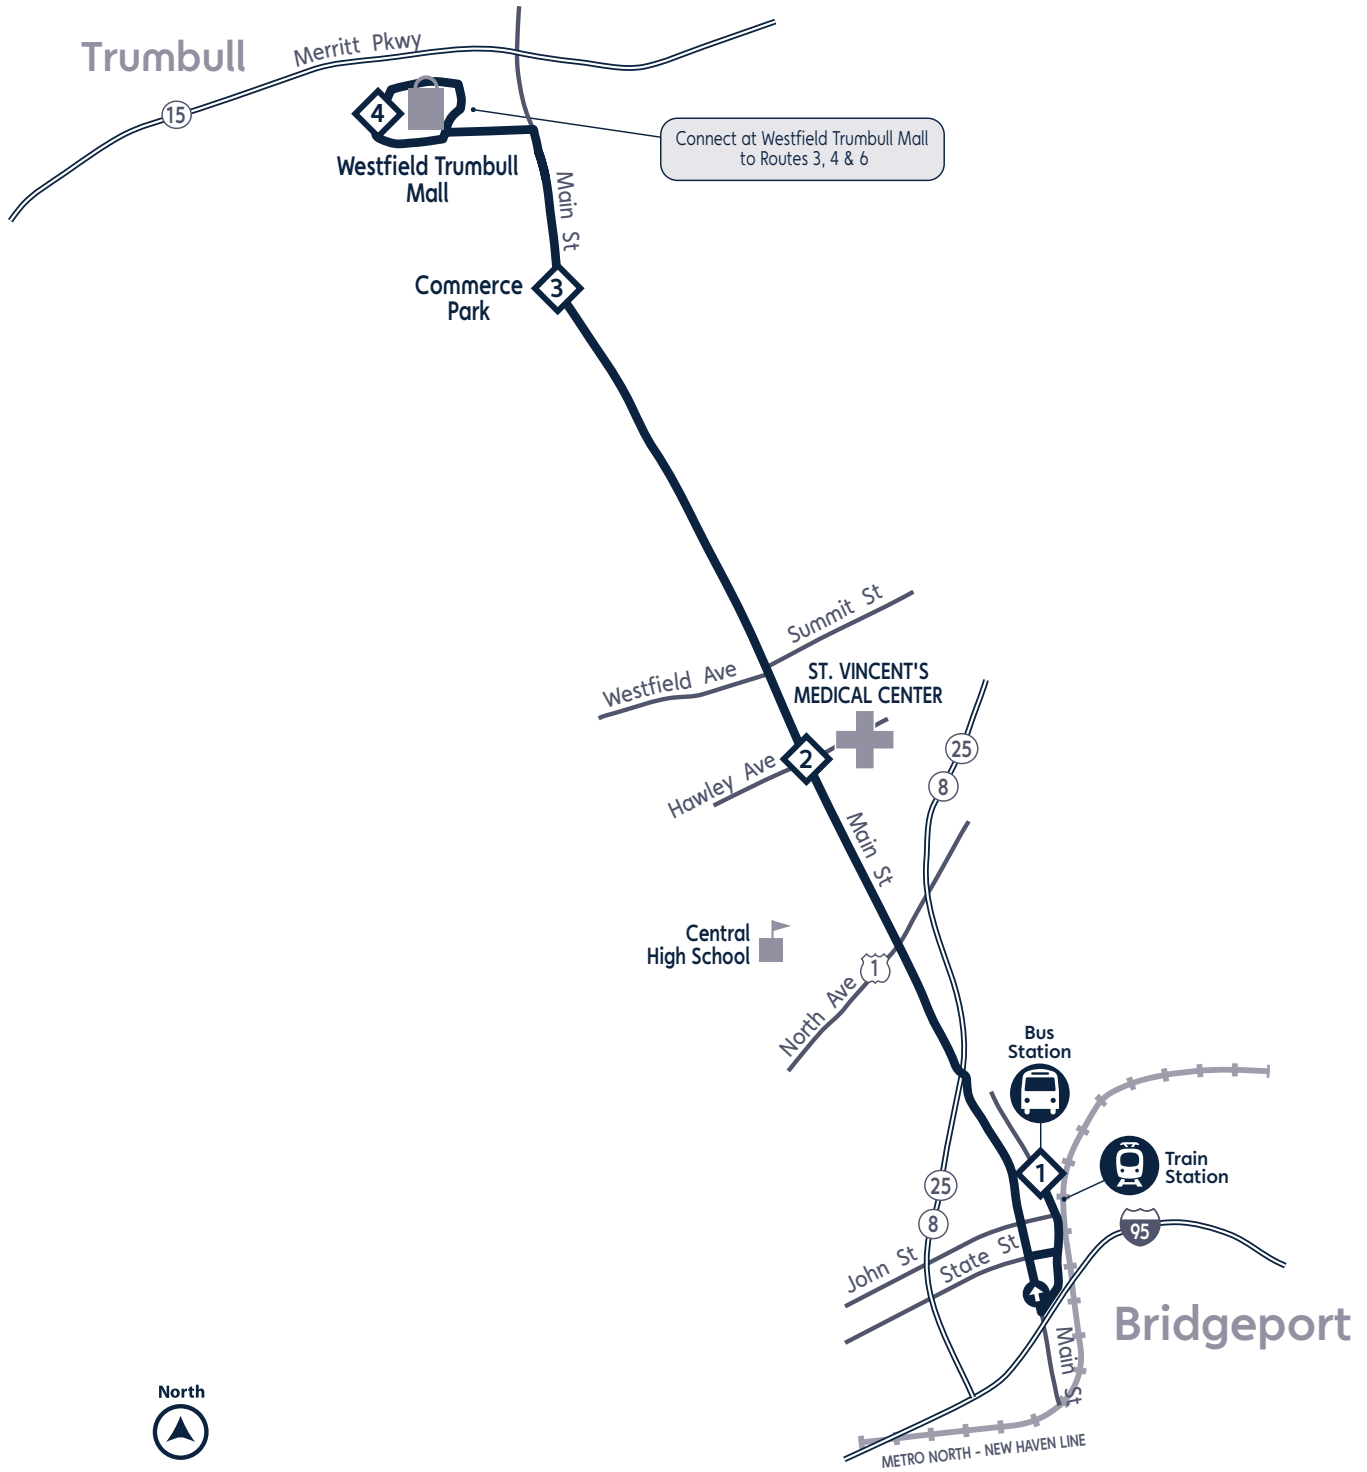 Trumbull
Merritt Pkwy
15
4
Westfield Trumbull
Mall
Connect at Westfield Trumbull Mall
to Routes 3, 4 & 6
Main St
Commerce
Park
3
Summit St
Westfield Ave
ST. VINCENT'S
MEDICAL CENTER
2
Hawley Ave
25
8
Main St
Central
High School
1
North Ave
Bus
Station
1
Train
Station
25
8
95
John St
State St
Bridgeport
Main St
North
METRO NORTH - NEW HAVEN LINE